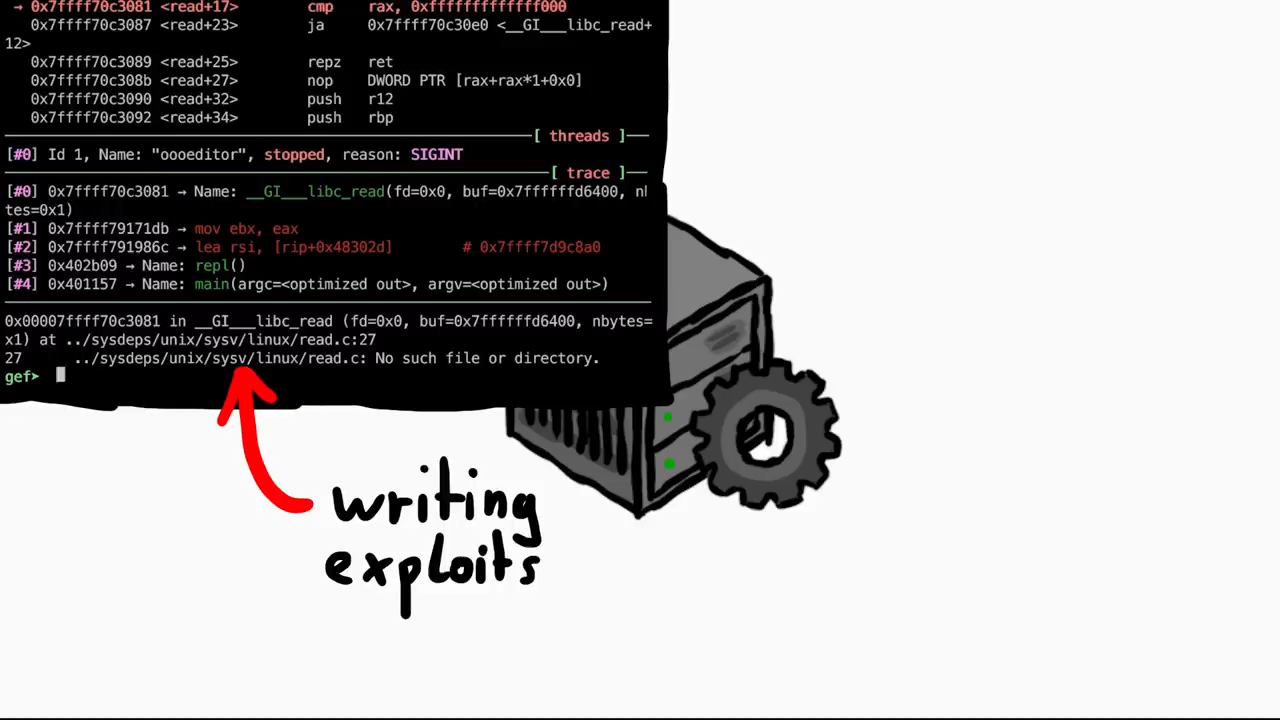 → 0x7ffff70c3081 <read+17> cmp rax, 0xfffffffffffff000
0x7ffff70c3087 <read+23> ja 0x7ffff70c30e0 <__GI___libc_read+
12>
0x7ffff70c3089 <read+25> repz ret
0x7ffff70c308b <read+27> nop DWORD PTR [rax+rax*1+0x0]
0x7ffff70c3090 <read+32> push r12
0x7ffff70c3092 <read+34> push rbp
[ threads ]
[#0] Id 1, Name: "oooeditor", stopped, reason: SIGINT
[ trace ]
[#0] 0x7ffff70c3081 → Name: __GI___libc_read(fd=0x0, buf=0x7ffffffd6400, nb
tes=0x1)
[#1] 0x7ffff79171db → mov ebx, eax
[#2] 0x7ffff791986c → lea rsi, [rip+0x48302d] # 0x7ffff7d9c8a0
[#3] 0x402b09 → Name: repl()
[#4] 0x401157 → Name: main(argc=<optimized out>, argv=<optimized out>)
0x00007ffff70c3081 in __GI___libc_read (fd=0x0, buf=0x7ffffffd6400, nbytes=
x1) at ../sysdeps/unix/sysv/linux/read.c:27
27 ../sysdeps/unix/sysv/linux/read.c: No such file or directory.
gef➤
writing
exploits